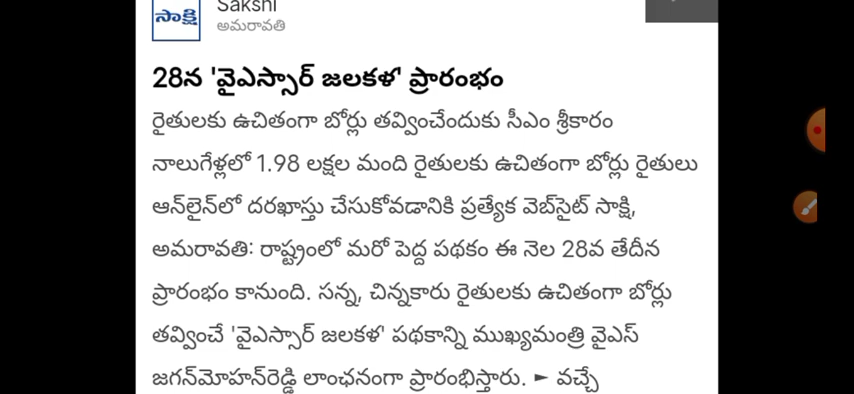 Sakshi
సాక్షి
అమరావతి
28న 'వైఎస్సార్ జలకళ' ప్రారంభం
రైతులకు ఉచితంగా బోర్లు తవ్వించేందుకు సీఎం శ్రీకారం
నాలుగేళ్లలో 1.98 లక్షల మంది రైతులకు ఉచితంగా బోర్లు రైతులు
ఆన్‌లైన్‌లో దరఖాస్తు చేసుకోవడానికి ప్రత్యేక వెబ్‌సైట్ సాక్షి,
అమరావతి: రాష్ట్రంలో మరో పెద్ద పథకం ఈ నెల 28వ తేదీన
ప్రారంభం కానుంది. సన్న, చిన్నకారు రైతులకు ఉచితంగా బోర్లు
తవ్వించే 'వైఎస్సార్ జలకళ' పథకాన్ని ముఖ్యమంత్రి వైఎస్
జగన్‌మోహన్‌రెడ్డి లాంఛనంగా ప్రారంభిస్తారు. ► వచ్చే